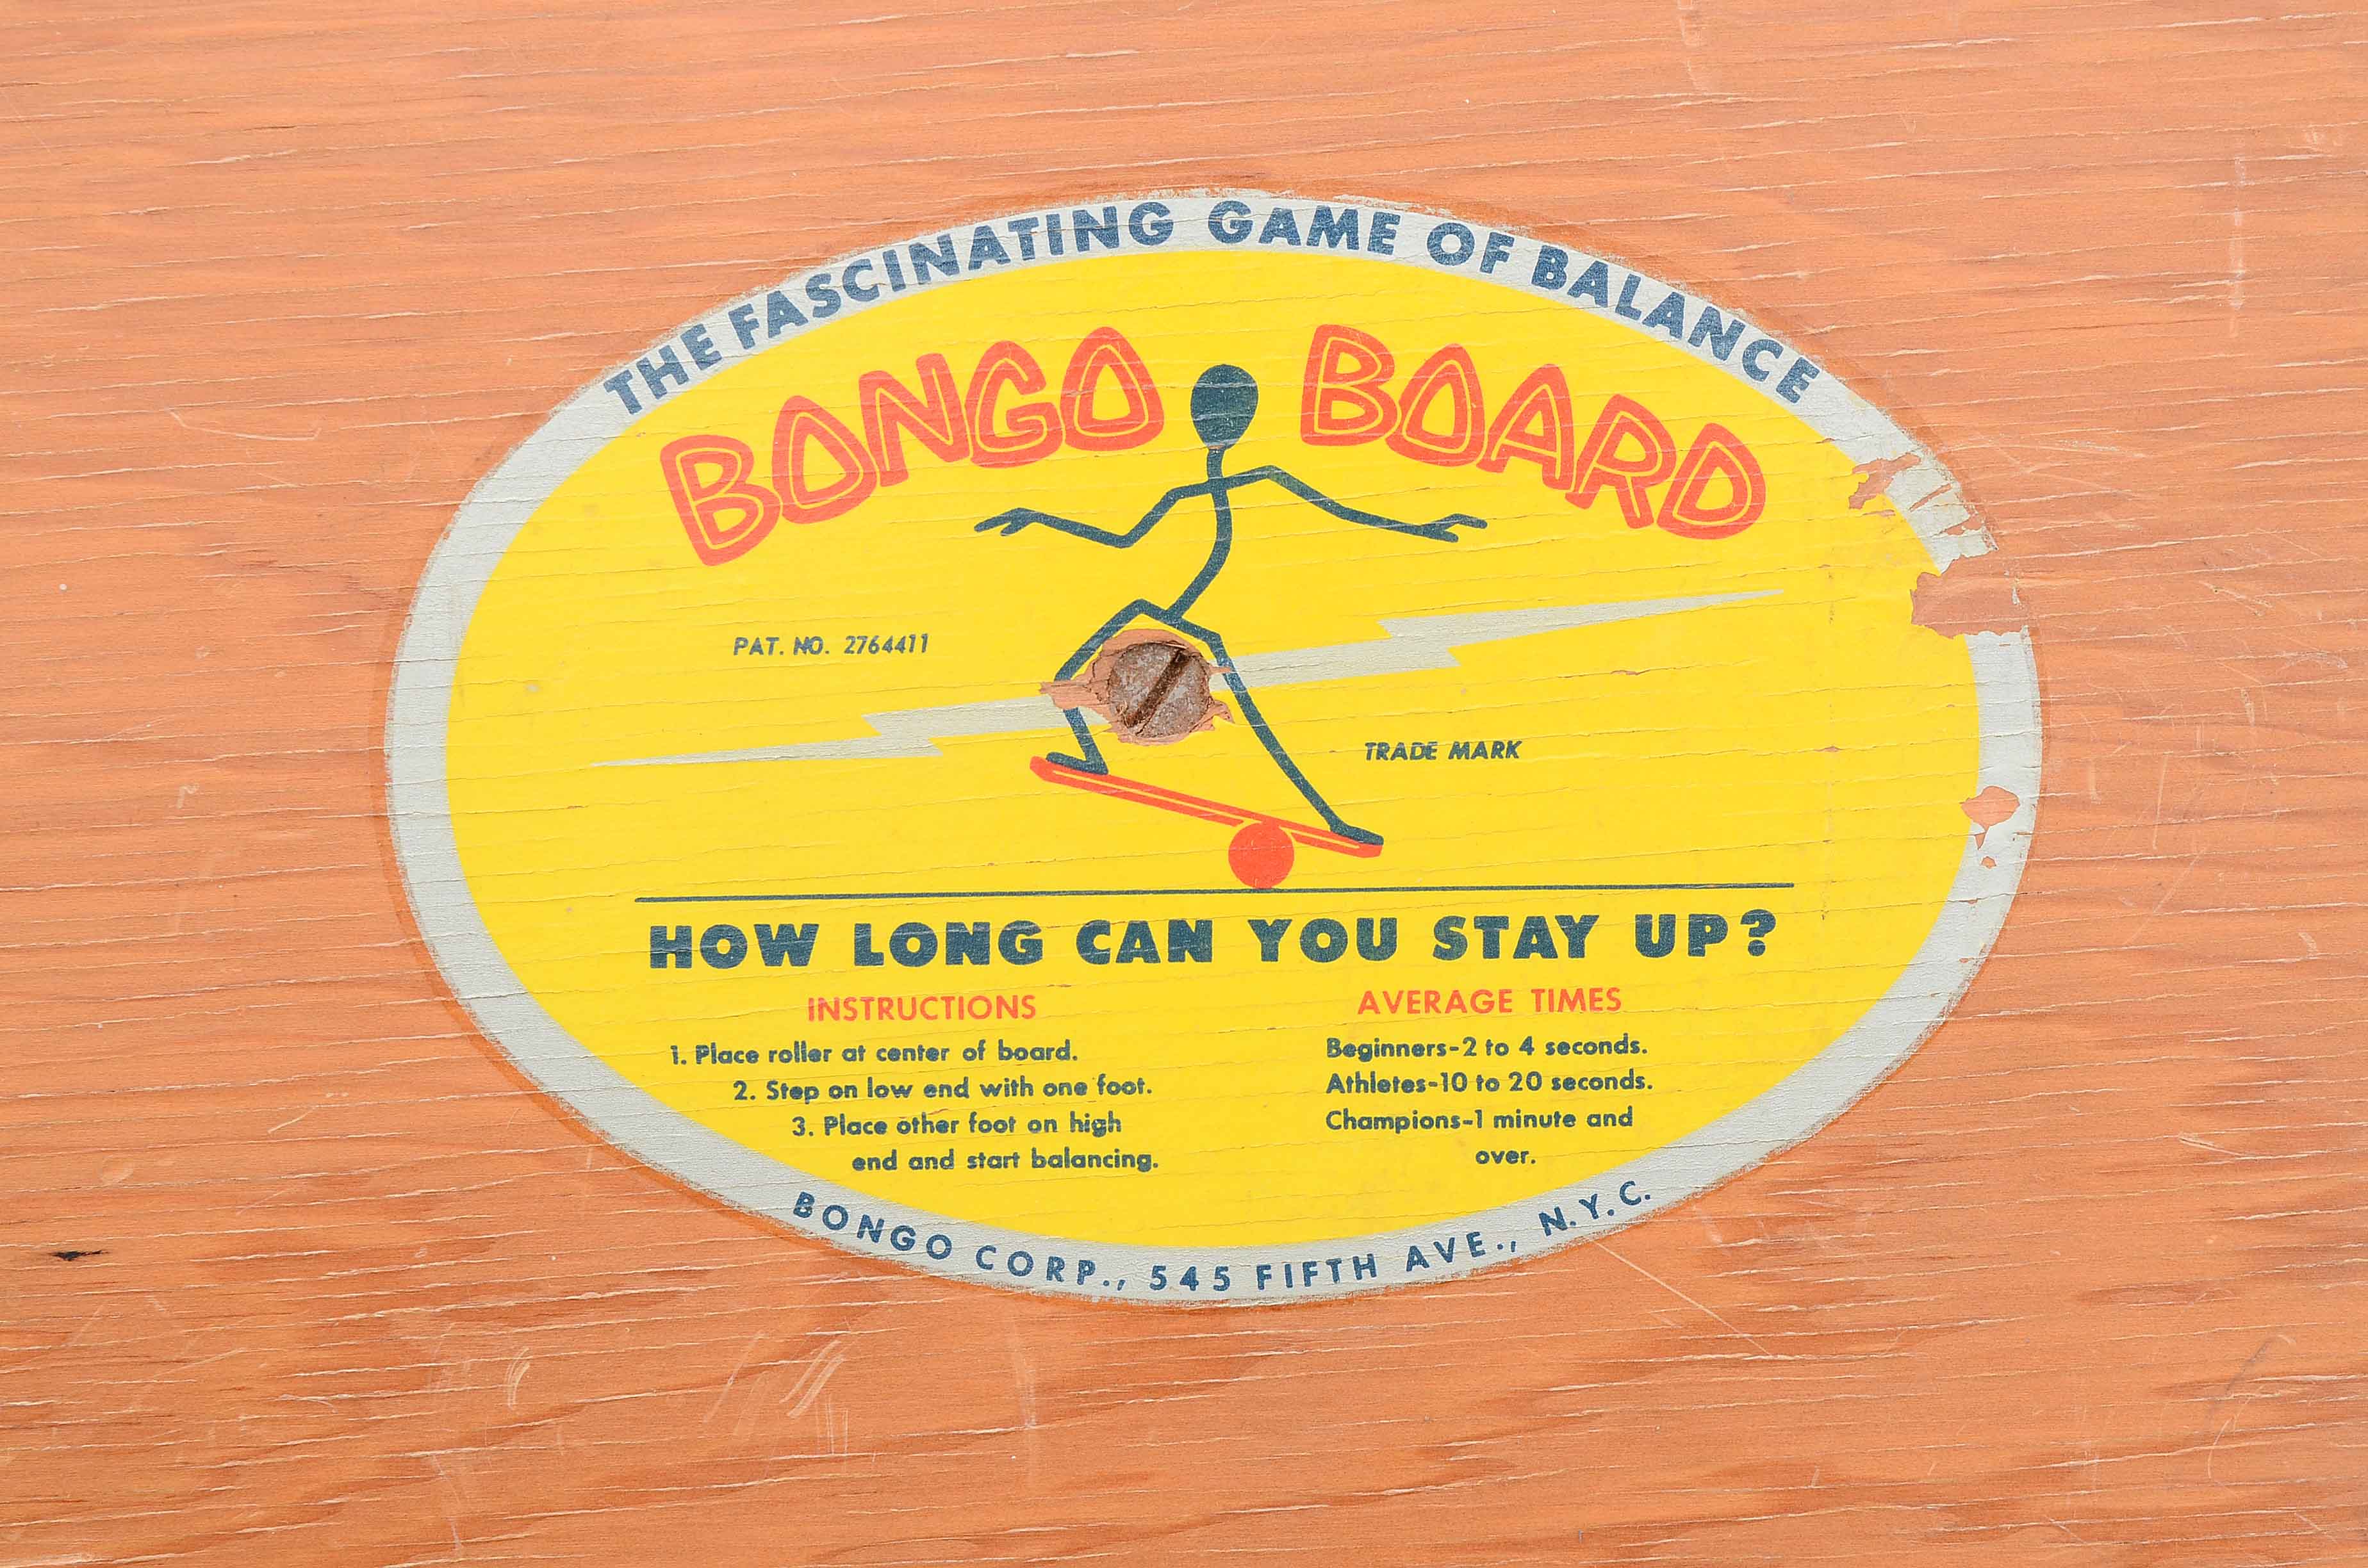 THE FASCINATING GAME OF BALANCE
BONGO BOARD
PAT. NO. 2764411
TRADE MARK
HOW LONG CAN YOU STAY UP?
INSTRUCTIONS
1. Place roller at center of board.
2. Step on low end with one foot.
3. Place other foot on high
end and start balancing.
AVERAGE TIMES
Beginners-2 to 4 seconds.
Athletes-10 to 20 seconds.
Champions-1 minute and
over.
BONGO CORP., 545 FIFTH AVE., N.Y.C.